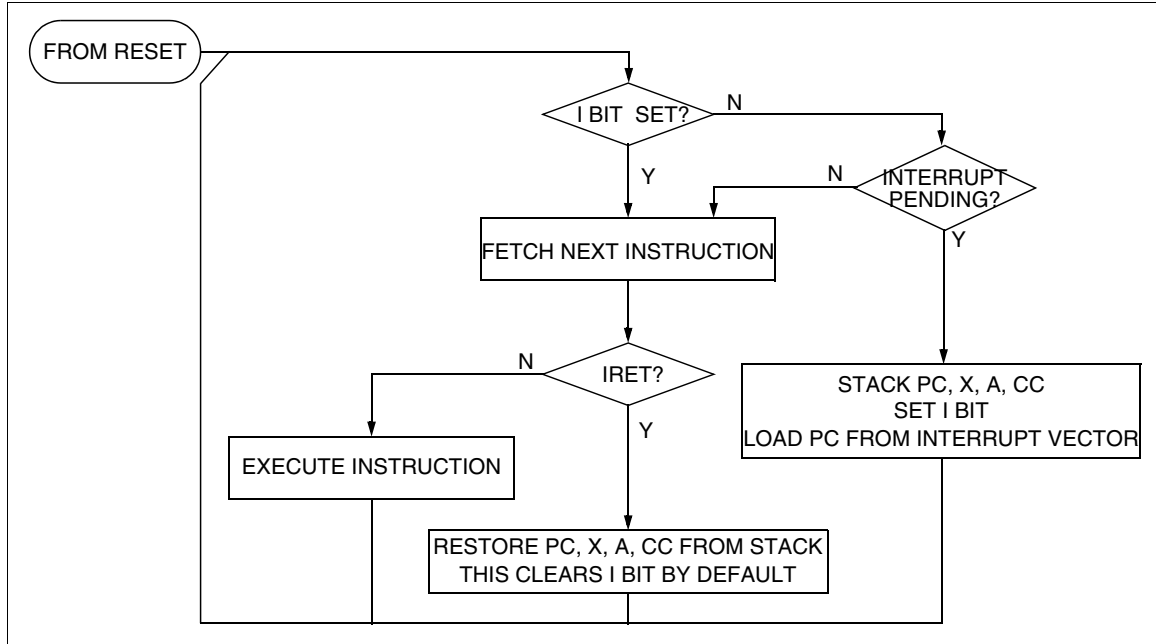 FROM RESET
I BIT SET?
N
Y
N
INTERRUPT
PENDING?
Y
FETCH NEXT INSTRUCTION
N
IRET?
Y
STACK PC, X, A, CC
SET I BIT
LOAD PC FROM INTERRUPT VECTOR
EXECUTE INSTRUCTION
RESTORE PC, X, A, CC FROM STACK
THIS CLEARS I BIT BY DEFAULT